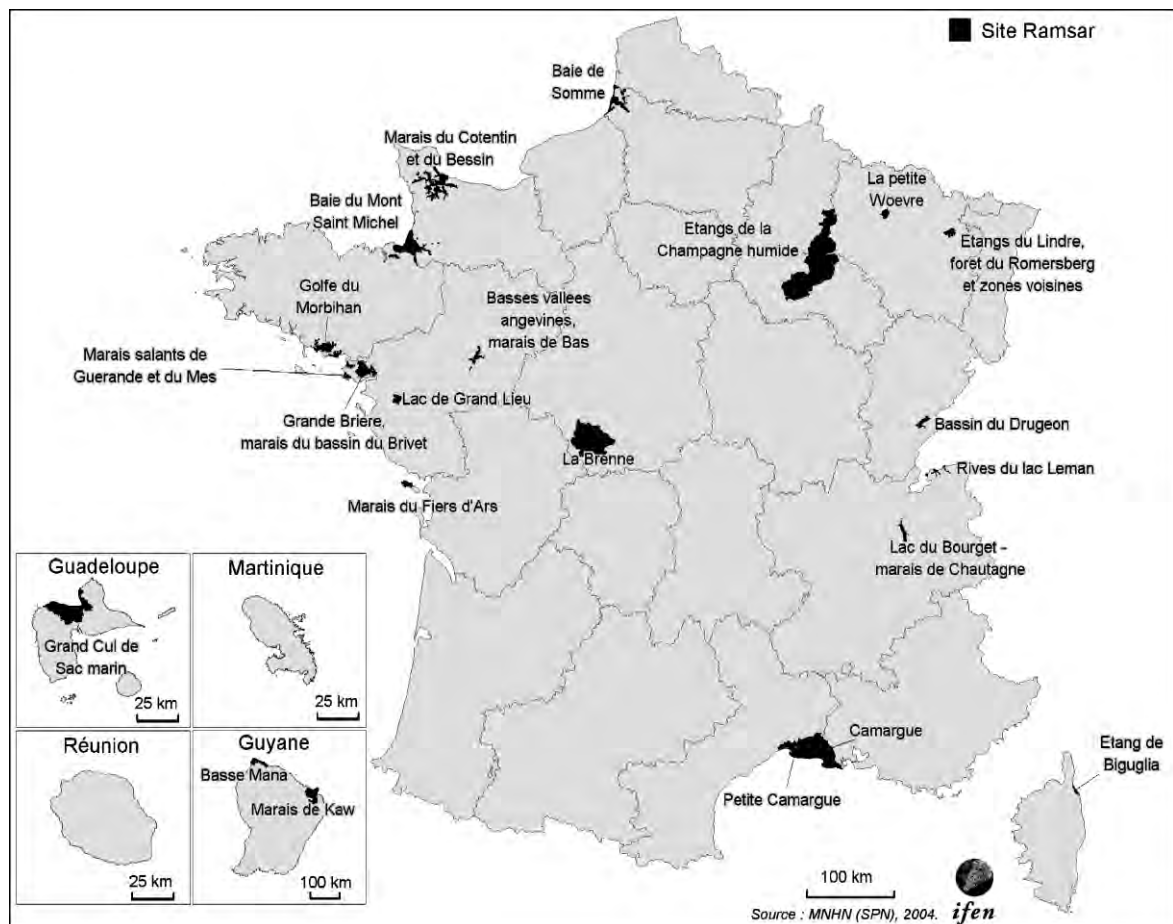 Site Ramsar
Baie de
Somme
Marais du Cotentin
et du Bessin
La petite
Woevre
Baie du Mont
Saint Michel
Etangs de la
Champagne humide
Etangs du Lindre,
foret du Romersberg
et zones voisines
Golfe du
Morbihan
Basses vallees
angevines,
marais de Bas
Marais salants de
Guerande et du Mes
Lac de Grand Lieu
Grande Briere,
marais du bassin du Brivet
Bassin du Drugeon
La Brenne
Rives du lac Leman
Marais du Fiers d'Ars
Lac du Bourget -
marais de Chautagne
Guadeloupe
Grand Cul de
Sac marin
25 km
Martinique
25 km
Réunion
25 km
Guyane
Basse Mana
Marais de Kaw
100 km
Camargue
Petite Camargue
Etang de
Biguglia
100 km
Source : MNHN (SPN), 2004.
ifen